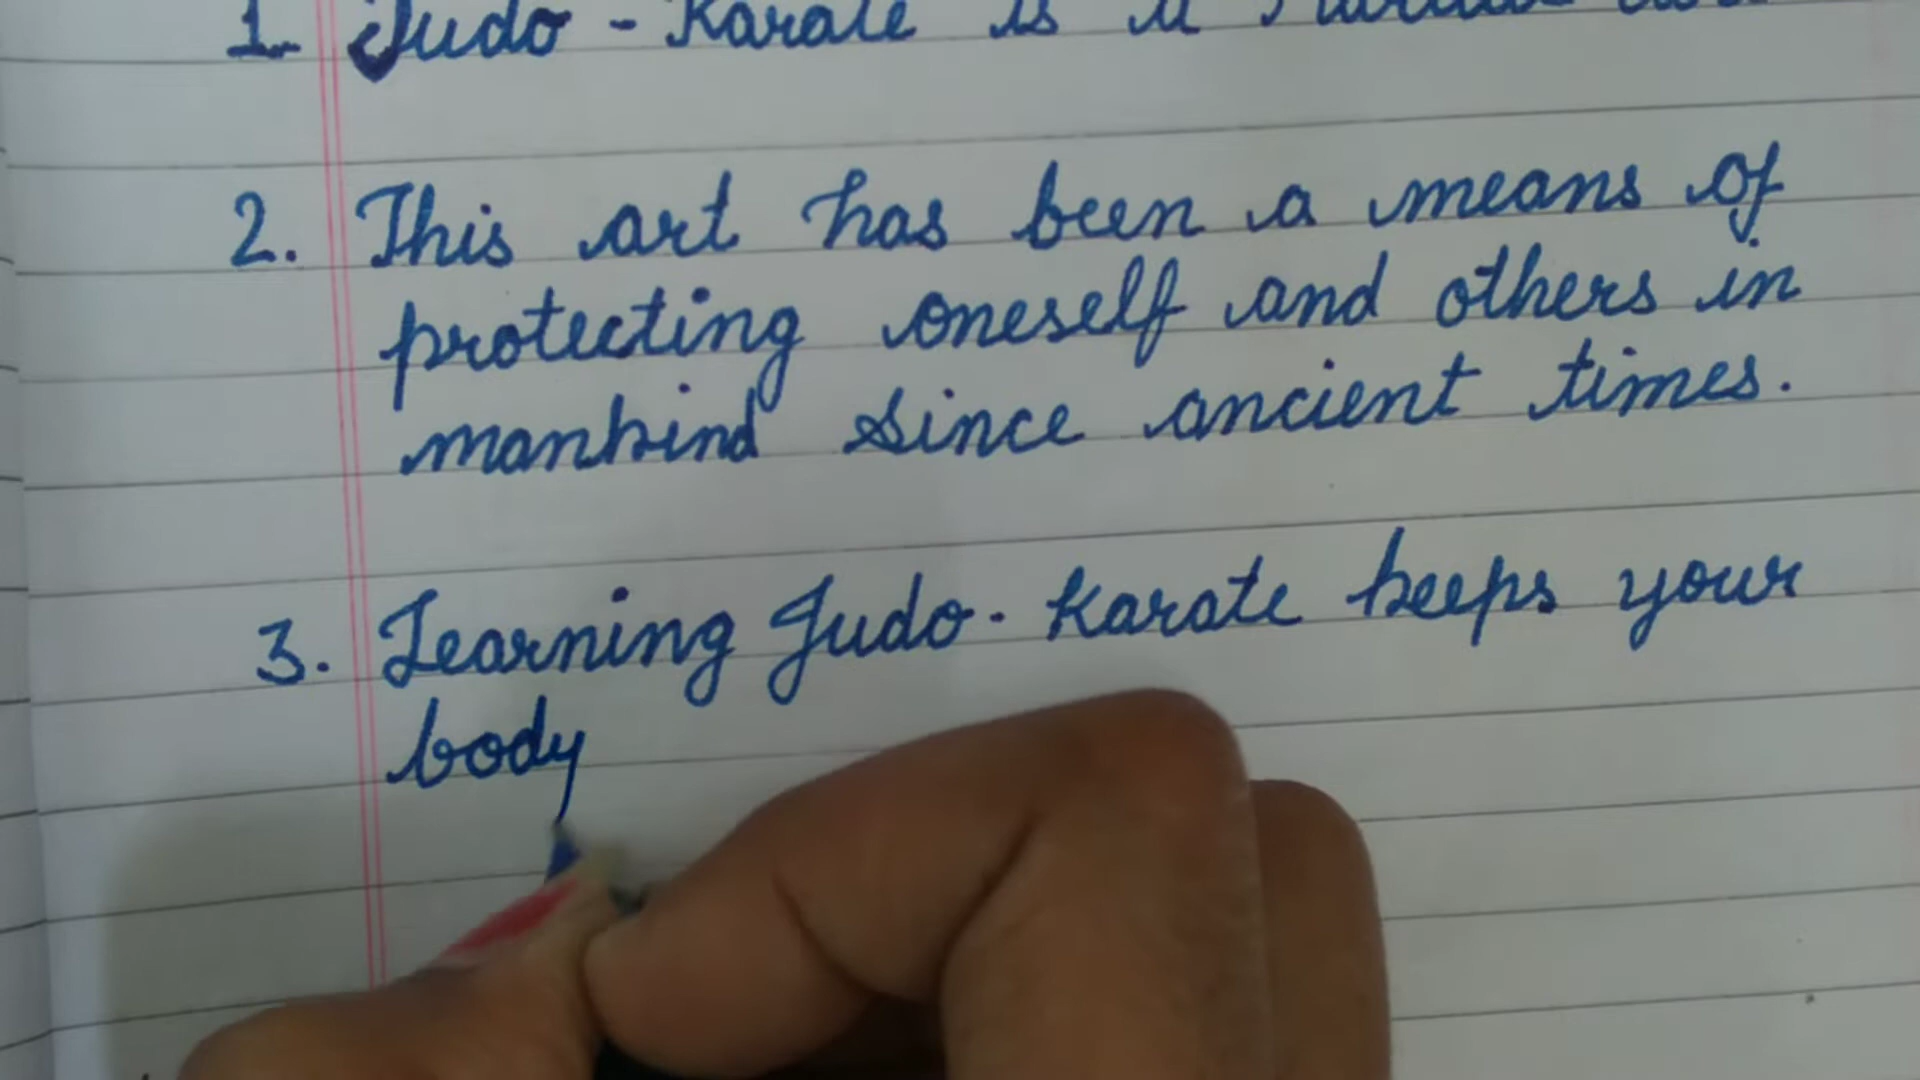 1. Judo - Karate is a
2. This art has been a means of
protecting oneself and others in
mankind since ancient times.
3. Learning Judo - Karate keeps your
body